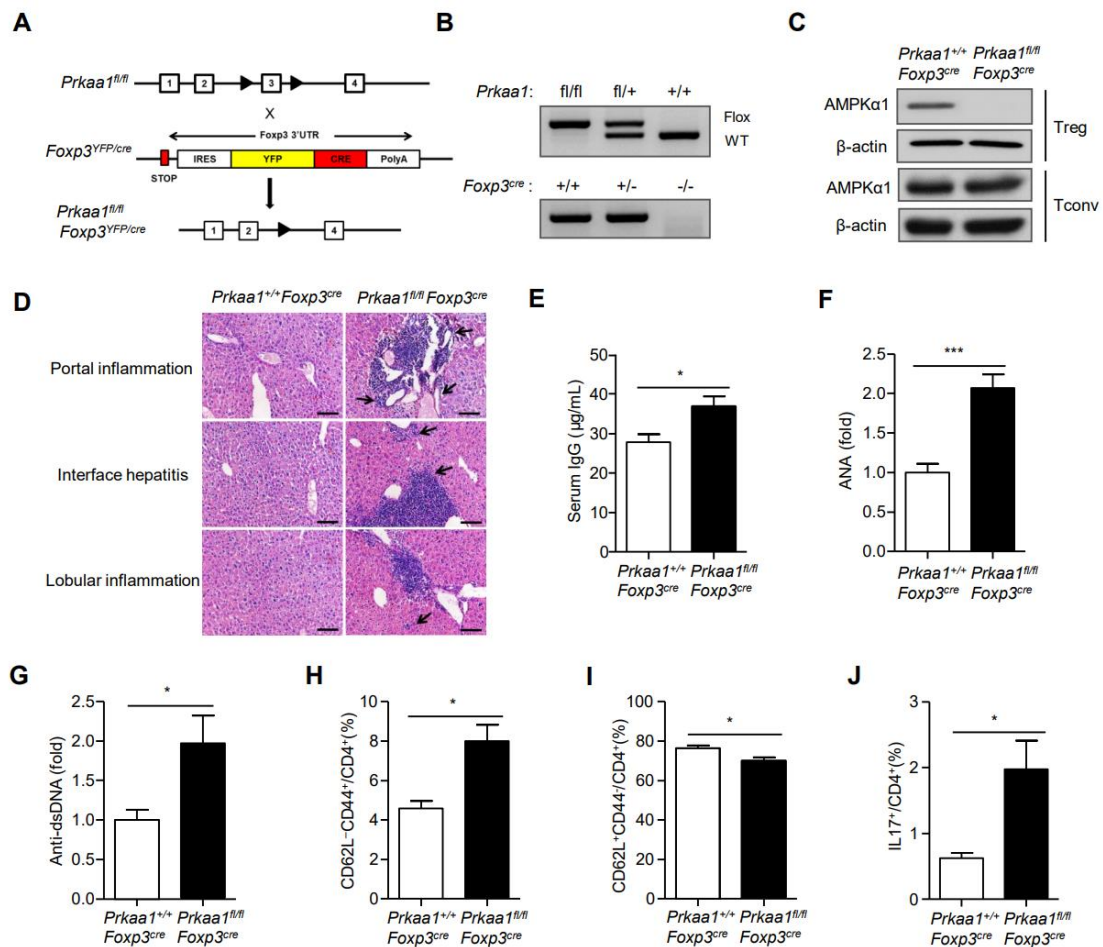 A
Prkaa1fl/fl
1 2 3 4
X
Foxp3 3'UTR
Foxp3YFP/cre
IRES YFP CRE PolyA
STOP
Prkaa1fl/fl
Foxp3YFP/cre
1 2 4
B
Prkaa1: fl/fl fl/+ +/+
Flox
WT
Foxp3cre : +/+ +/- -/-
C
Prkaa1+/+ Prkaa1fl/fl
Foxp3cre Foxp3cre
AMPKα1
β-actin
Treg
AMPKα1
β-actin
Tconv
D
Prkaa1+/+Foxp3cre Prkaa1fl/fl Foxp3cre
Portal inflammation
Interface hepatitis
Lobular inflammation
E
Serum IgG (µg/mL)
50
40
30
20
10
0
*
Prkaa1+/+ Prkaa1fl/fl
Foxp3cre Foxp3cre
F
ANA (fold)
2.5
2.0
1.5
1.0
0.5
0.0
***
Prkaa1+/+ Prkaa1fl/fl
Foxp3cre Foxp3cre
G
Anti-dsDNA (fold)
2.5
2.0
1.5
1.0
0.5
0.0
*
Prkaa1+/+ Prkaa1fl/fl
Foxp3cre Foxp3cre
H
CD62L−CD44+/CD4+(%)
10
8
6
4
2
0
*
Prkaa1+/+ Prkaa1fl/fl
Foxp3cre Foxp3cre
I
CD62L+CD44-/CD4+(%)
100
80
60
40
20
0
*
Prkaa1+/+ Prkaa1fl/fl
Foxp3cre Foxp3cre
J
IL17+/CD4+(%)
3
2
1
0
*
Prkaa1+/+ Prkaa1fl/fl
Foxp3cre Foxp3cre